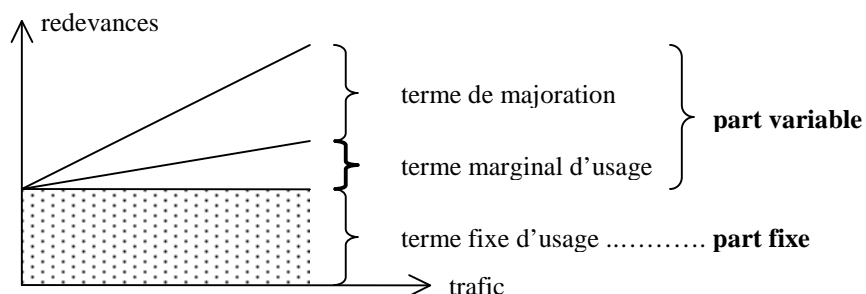 redevances
terme de majoration
part variable
terme marginal d’usage
terme fixe d’usage ………… part fixe
trafic